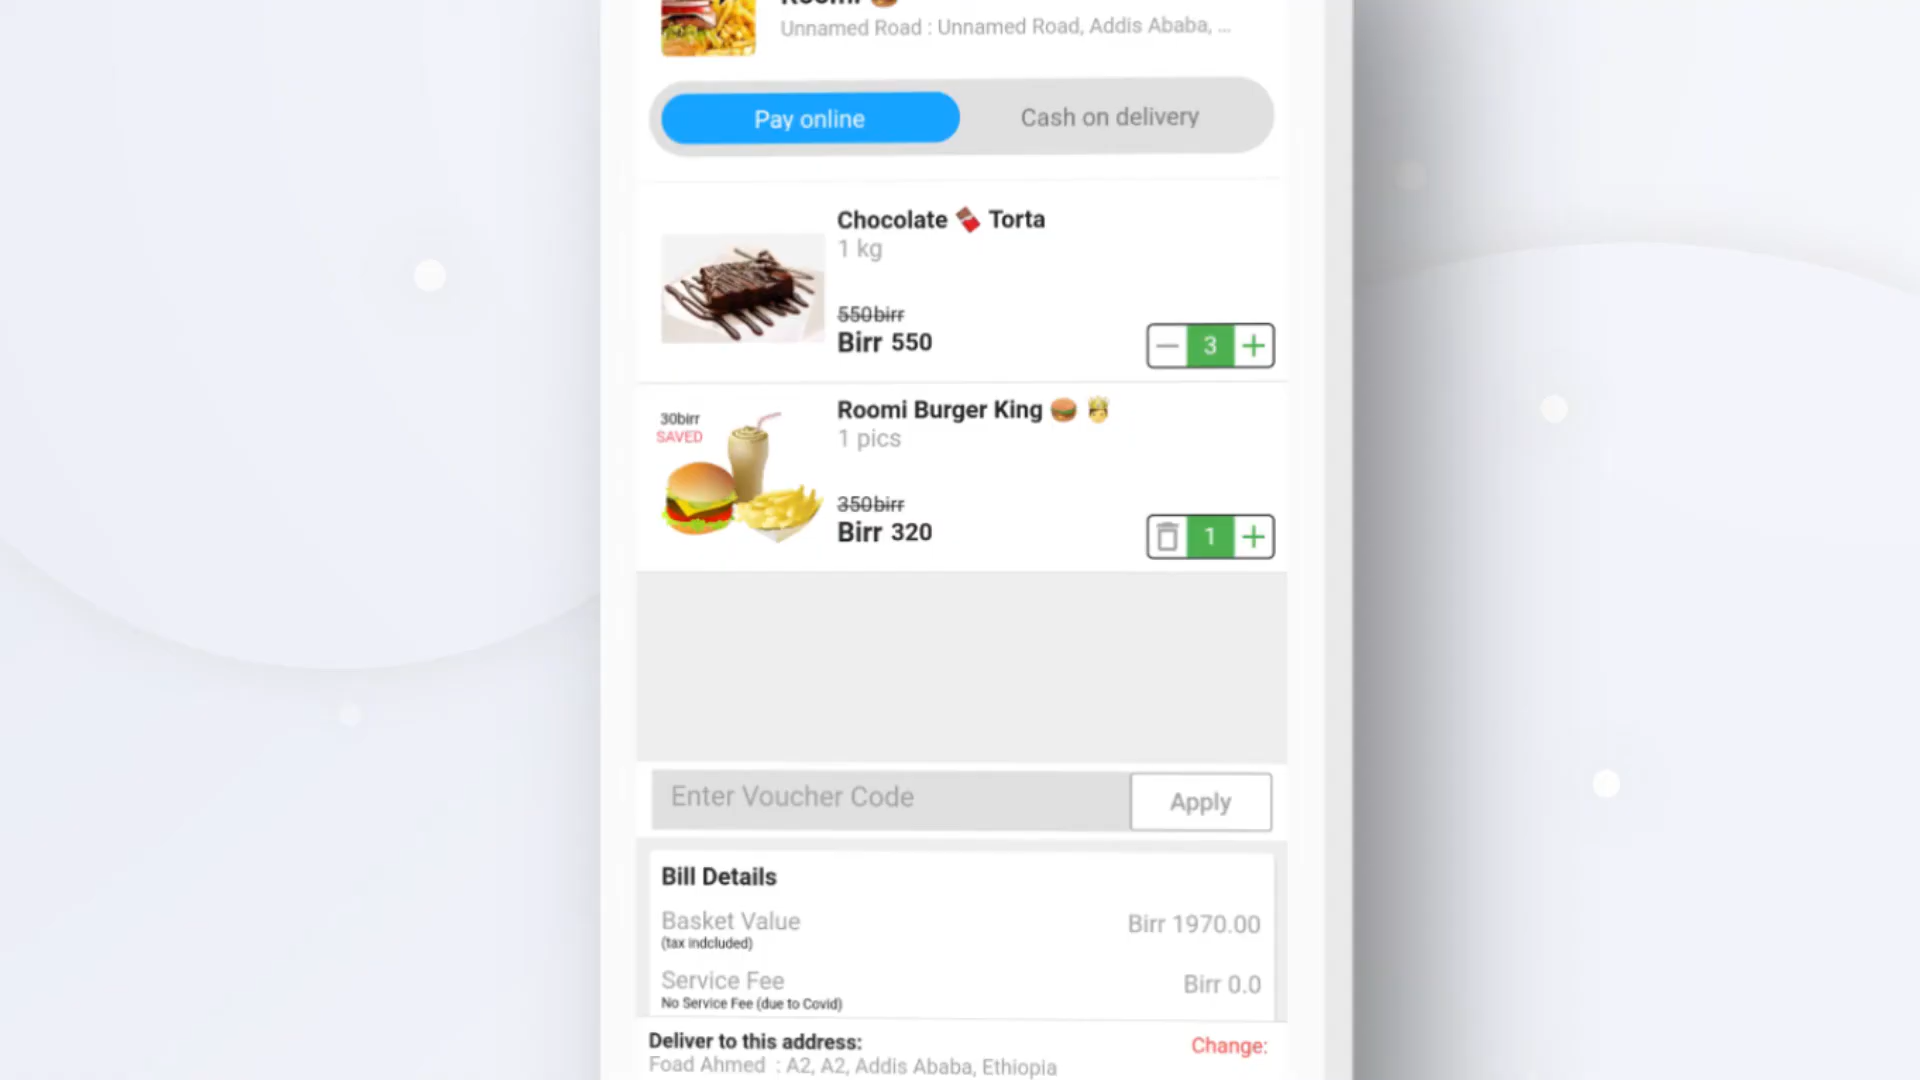 Roomi
Unnamed Road : Unnamed Road, Addis Ababa, ...
Pay online
Cash on delivery
Chocolate 🍫 Torta
1 kg
550birr
Birr 550
3
30birr
SAVED
Roomi Burger King 🍔 🤴
1 pics
350birr
Birr 320
1
Enter Voucher Code
Apply
Bill Details
Basket Value
(tax indcluded)
Birr 1970.00
Service Fee
No Service Fee (due to Covid)
Birr 0.0
Deliver to this address:
Change:
Foad Ahmed : A2, A2, Addis Ababa, Ethiopia